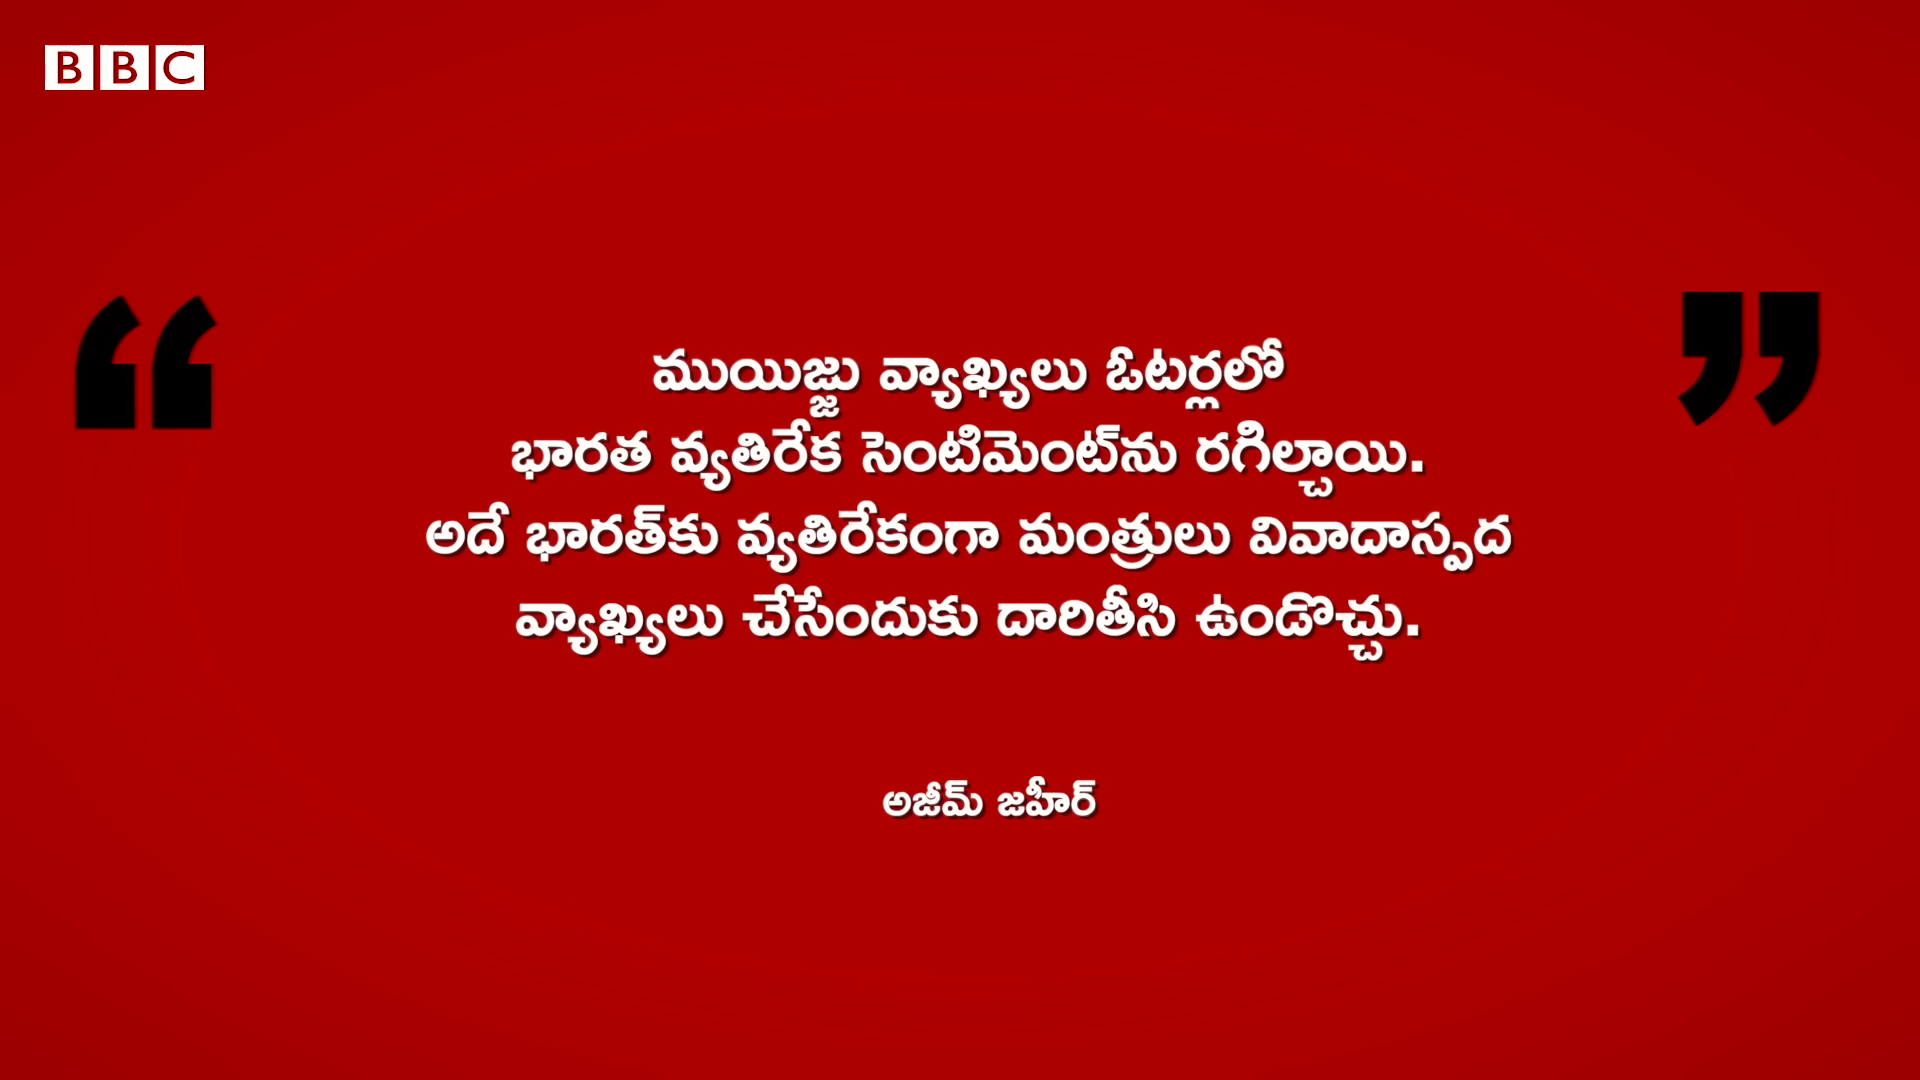 BBC
ముయిజ్జు వ్యాఖ్యలు ఓటర్లలో
భారత వ్యతిరేక సెంటిమెంట్‌ను రగిల్చాయి.
అదే భారత్‌కు వ్యతిరేకంగా మంత్రులు వివాదాస్పద
వ్యాఖ్యలు చేసేందుకు దారితీసి ఉండొచ్చు.
అజీమ్ జహీర్